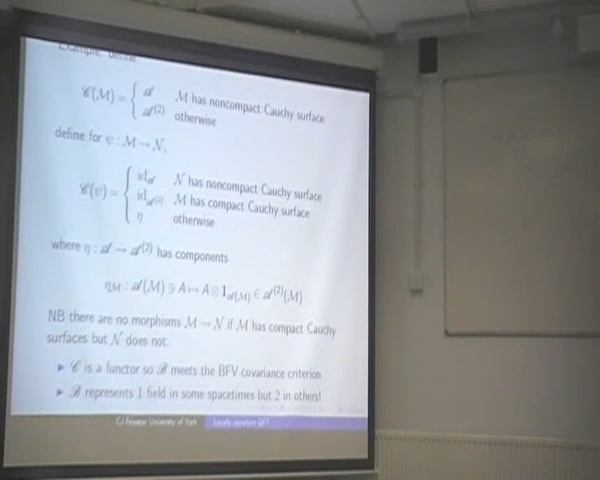 Example: define
𝒞(M) = { 𝒜 M has noncompact Cauchy surface
𝒜^(2) otherwise
define for ψ : M → N,
𝒞(ψ) = { id_𝒜 N has noncompact Cauchy surface
id_𝒜^(2) M has compact Cauchy surface
η otherwise
where η : 𝒜 → 𝒜^(2) has components
η_M : 𝒜(M) ∋ A ↦ A ⊗ 1_𝒜(M) ∈ 𝒜^(2)(M)
NB there are no morphisms M → N if M has compact Cauchy
surfaces but N does not.
▸ 𝒞 is a functor so ℬ meets the BFV covariance criterion
▸ ℬ represents 1 field in some spacetimes but 2 in others!
CJ Fewster University of York Locally covariant QFT